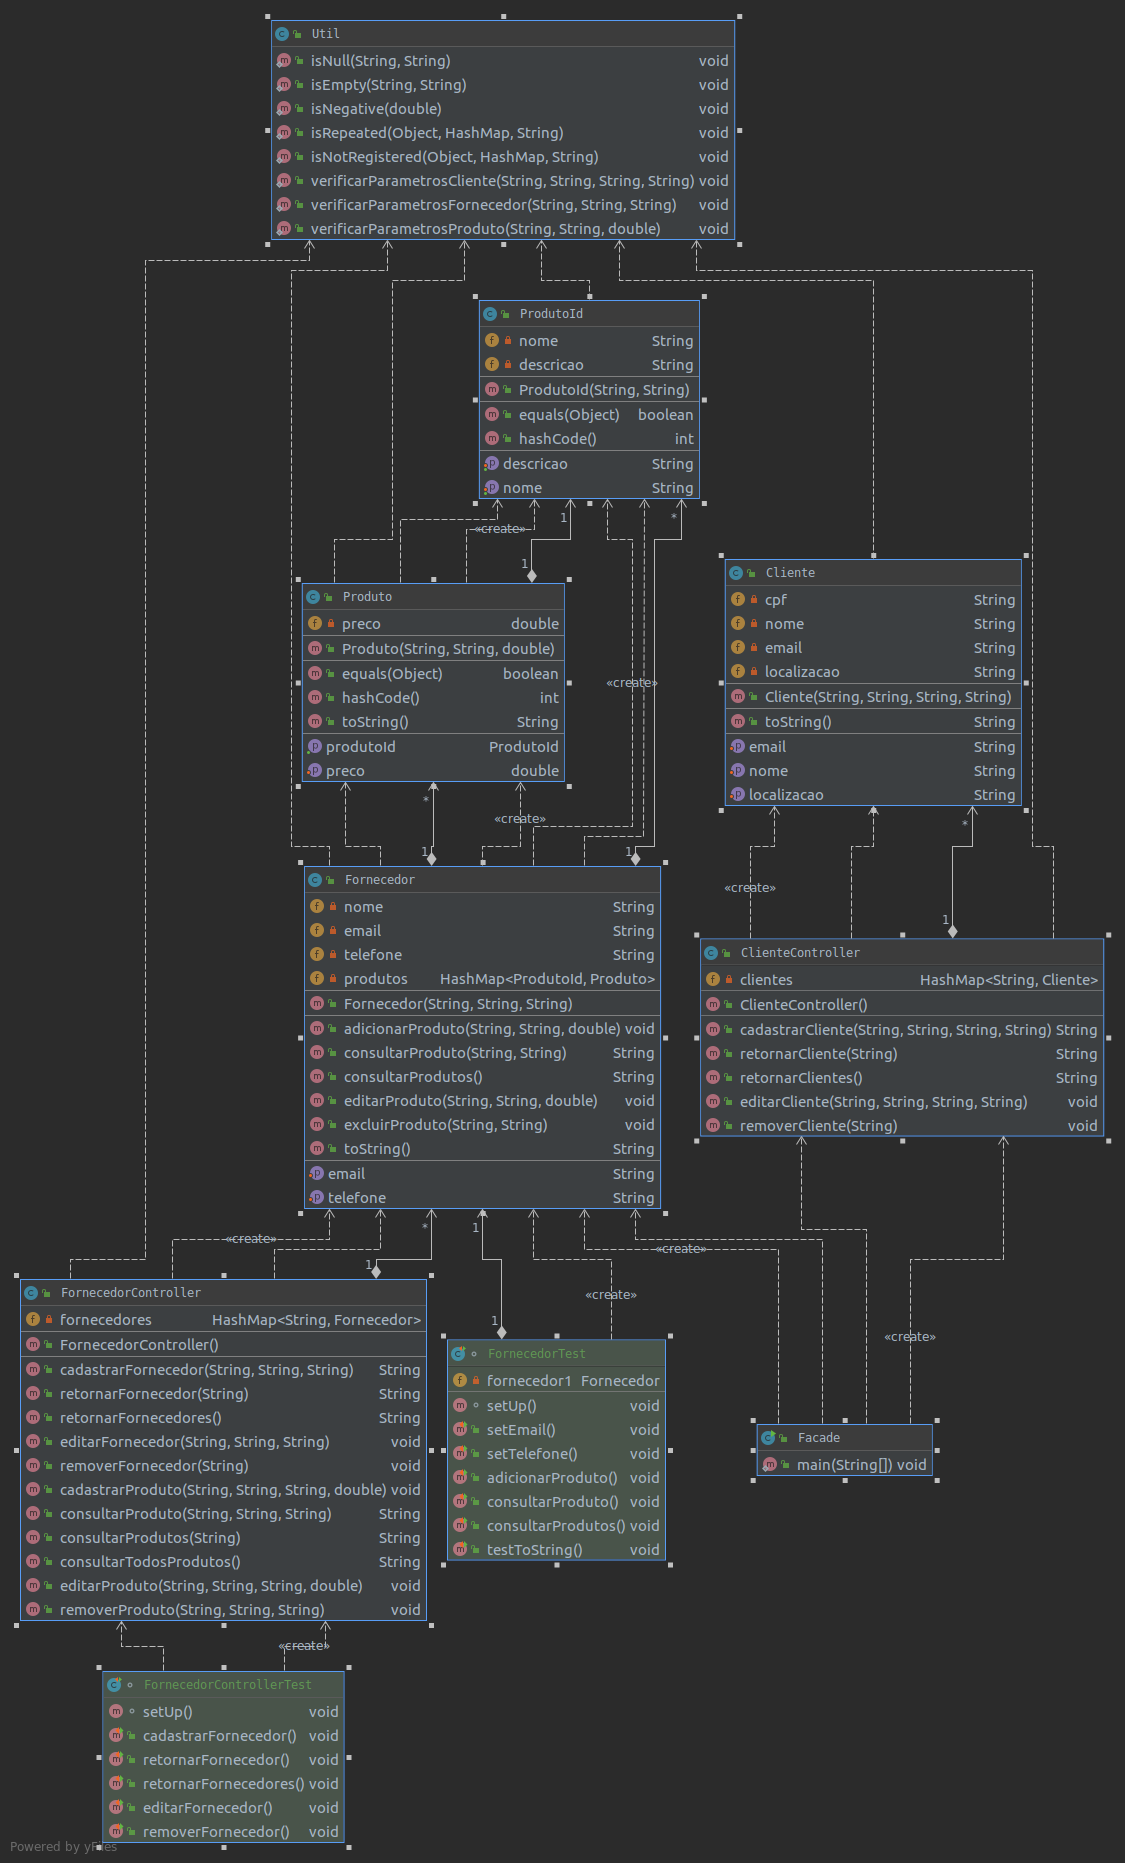 Util
isNull(String, String) void
isEmpty(String, String) void
isNegative(double) void
isRepeated(Object, HashMap, String) void
isNotRegistered(Object, HashMap, String) void
verificarParametrosCliente(String, String, String, String) void
verificarParametrosFornecedor(String, String, String) void
verificarParametrosProduto(String, String, double) void
ProdutoId
nome String
descricao String
ProdutoId(String, String)
equals(Object) boolean
hashCode() int
descricao String
nome String
1
*
«create»
1
Produto
preco double
Produto(String, String, double)
equals(Object) boolean
hashCode() int
toString() String
produtoId ProdutoId
preco double
«create»
Cliente
cpf String
nome String
email String
localizacao String
Cliente(String, String, String, String)
toString() String
email String
nome String
localizacao String
*
«create»
1
1
*
«create»
1
Fornecedor
nome String
email String
telefone String
produtos HashMap<ProdutoId, Produto>
Fornecedor(String, String, String)
adicionarProduto(String, String, double) void
consultarProduto(String, String) String
consultarProdutos() String
editarProduto(String, String, double) void
excluirProduto(String, String) void
toString() String
email String
telefone String
ClienteController
clientes HashMap<String, Cliente>
ClienteController()
cadastrarCliente(String, String, String, String) String
retornarCliente(String) String
retornarClientes() String
editarCliente(String, String, String, String) void
removerCliente(String) void
*
1
«create»
«create»
1
«create»
1
«create»
FornecedorController
fornecedores HashMap<String, Fornecedor>
FornecedorController()
cadastrarFornecedor(String, String, String) String
retornarFornecedor(String) String
retornarFornecedores() String
editarFornecedor(String, String, String) void
removerFornecedor(String) void
cadastrarProduto(String, String, String, double) void
consultarProduto(String, String, String) String
consultarProdutos(String) String
consultarTodosProdutos() String
editarProduto(String, String, String, double) void
removerProduto(String, String, String) void
FornecedorTest
fornecedor1 Fornecedor
setUp() void
setEmail() void
setTelefone() void
adicionarProduto() void
consultarProduto() void
consultarProdutos() void
testToString() void
Facade
main(String[]) void
«create»
FornecedorControllerTest
setUp() void
cadastrarFornecedor() void
retornarFornecedor() void
retornarFornecedores() void
editarFornecedor() void
removerFornecedor() void
Powered by yFiles